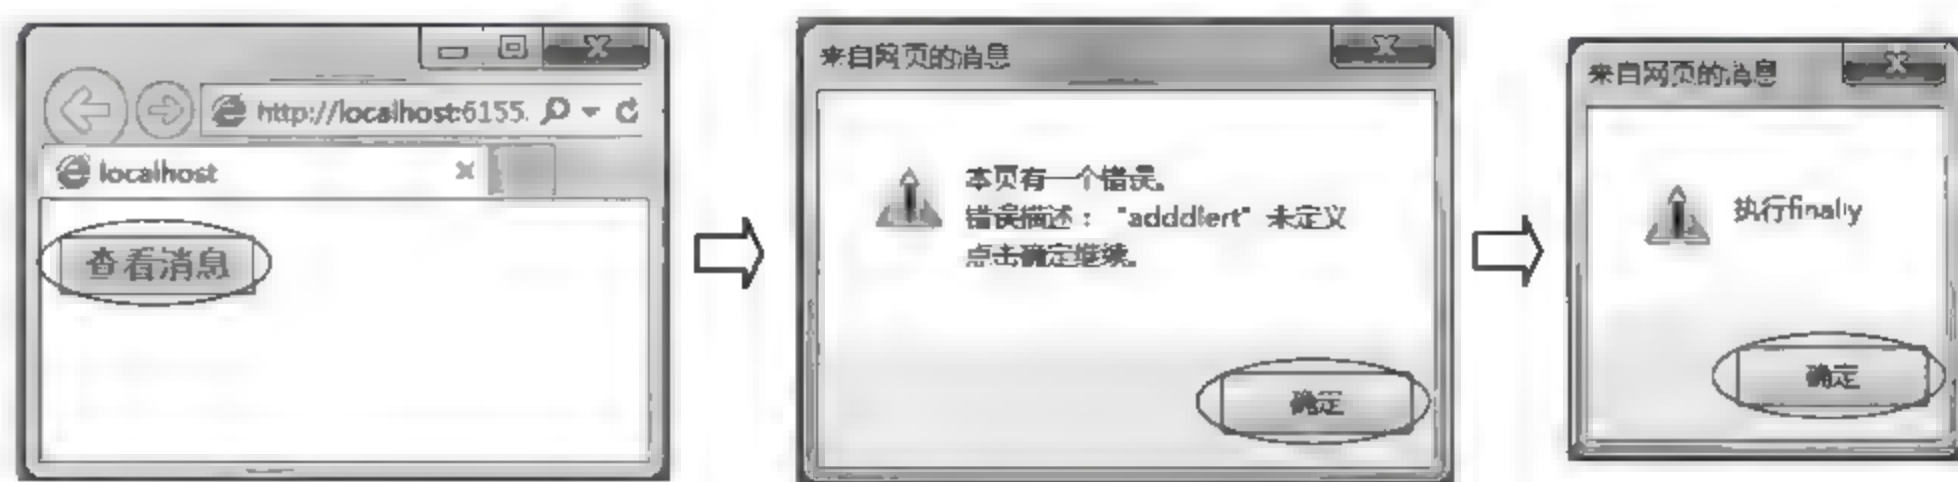 http://localhost:6155.
localhost
查看消息
来自网页的消息
本页有一个错误。
错误描述： "adddlert" 未定义
点击确定继续。
确定
来自网页的消息
执行finally
确定